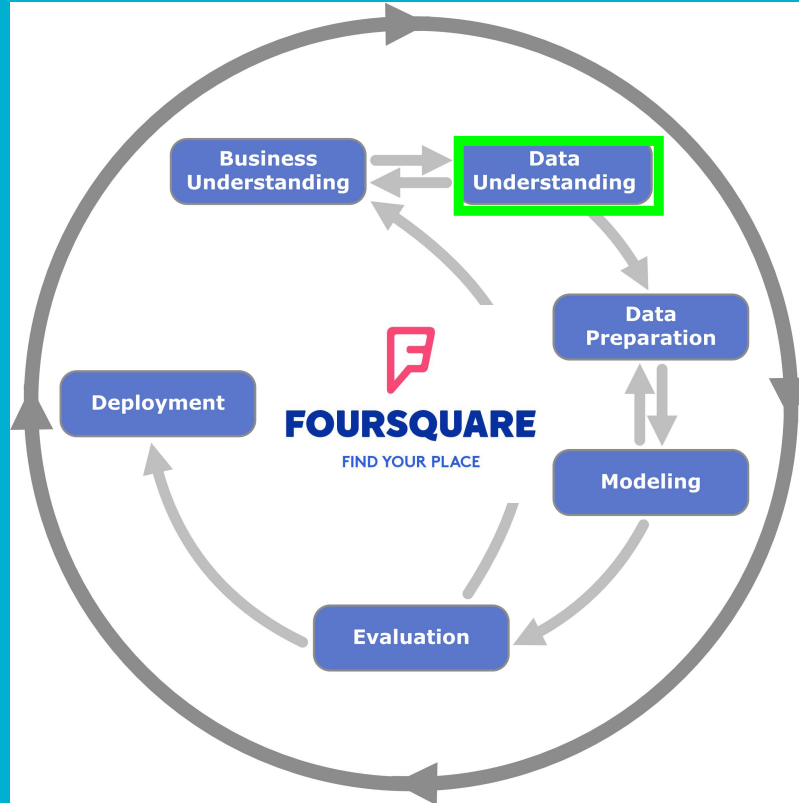 Business
Understanding
Data
Understanding
Data
Preparation
FOURSQUARE
FIND YOUR PLACE
Deployment
Modeling
Evaluation